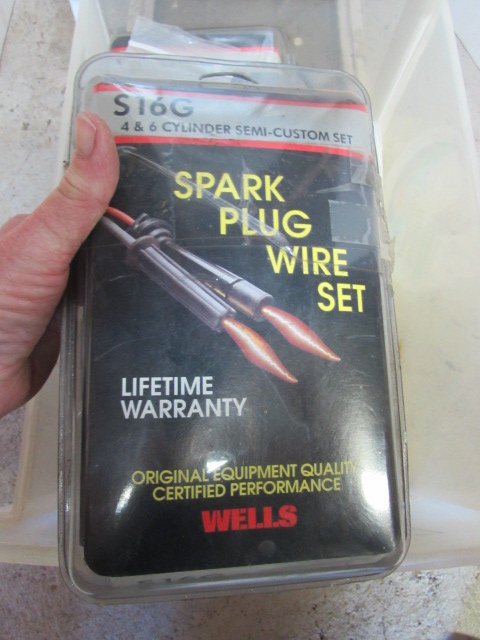 S16G
4 & 6 CYLINDER SEMI-CUSTOM SET
SPARK
PLUG
WIRE
SET
LIFETIME
WARRANTY
ORIGINAL EQUIPMENT QUALITY
CERTIFIED PERFORMANCE
WELLS
S16G